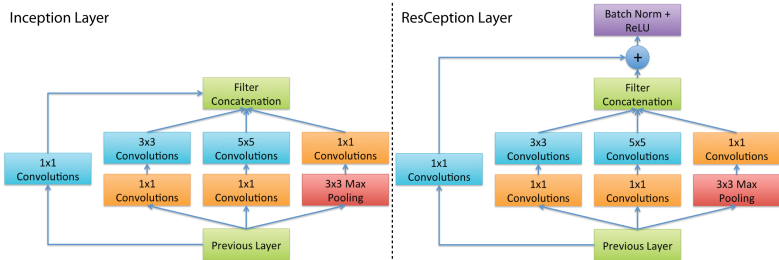 Inception Layer
Filter
Concatenation
3x3
Convolutions
5x5
Convolutions
1x1
Convolutions
1x1
Convolutions
1x1
Convolutions
1x1
Convolutions
3x3 Max
Pooling
Previous Layer
ResCeption Layer
Batch Norm +
ReLU
+
Filter
Concatenation
3x3
Convolutions
5x5
Convolutions
1x1
Convolutions
1x1
Convolutions
1x1
Convolutions
1x1
Convolutions
3x3 Max
Pooling
Previous Layer